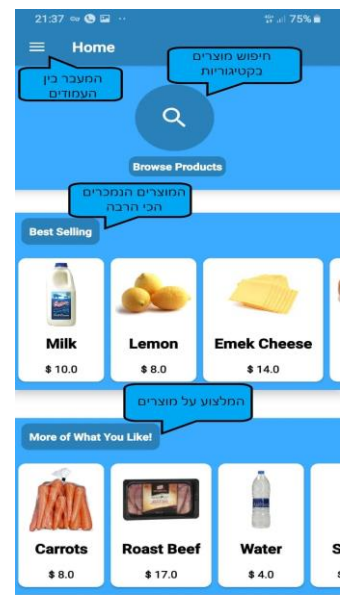 21:37
75%
Home
חיפוש מוצרים
בקטיגוריות
המעבר בין
העמודים
Browse Products
המוצרים הנמכרים
הכי הרבה
Best Selling
Milk
Lemon
Emek Cheese
$ 10.0
$ 8.0
$ 14.0
המלצוע על מוצרים
More of What You Like!
Carrots
Roast Beef
Water
S
$ 8.0
$ 17.0
$ 4.0
$